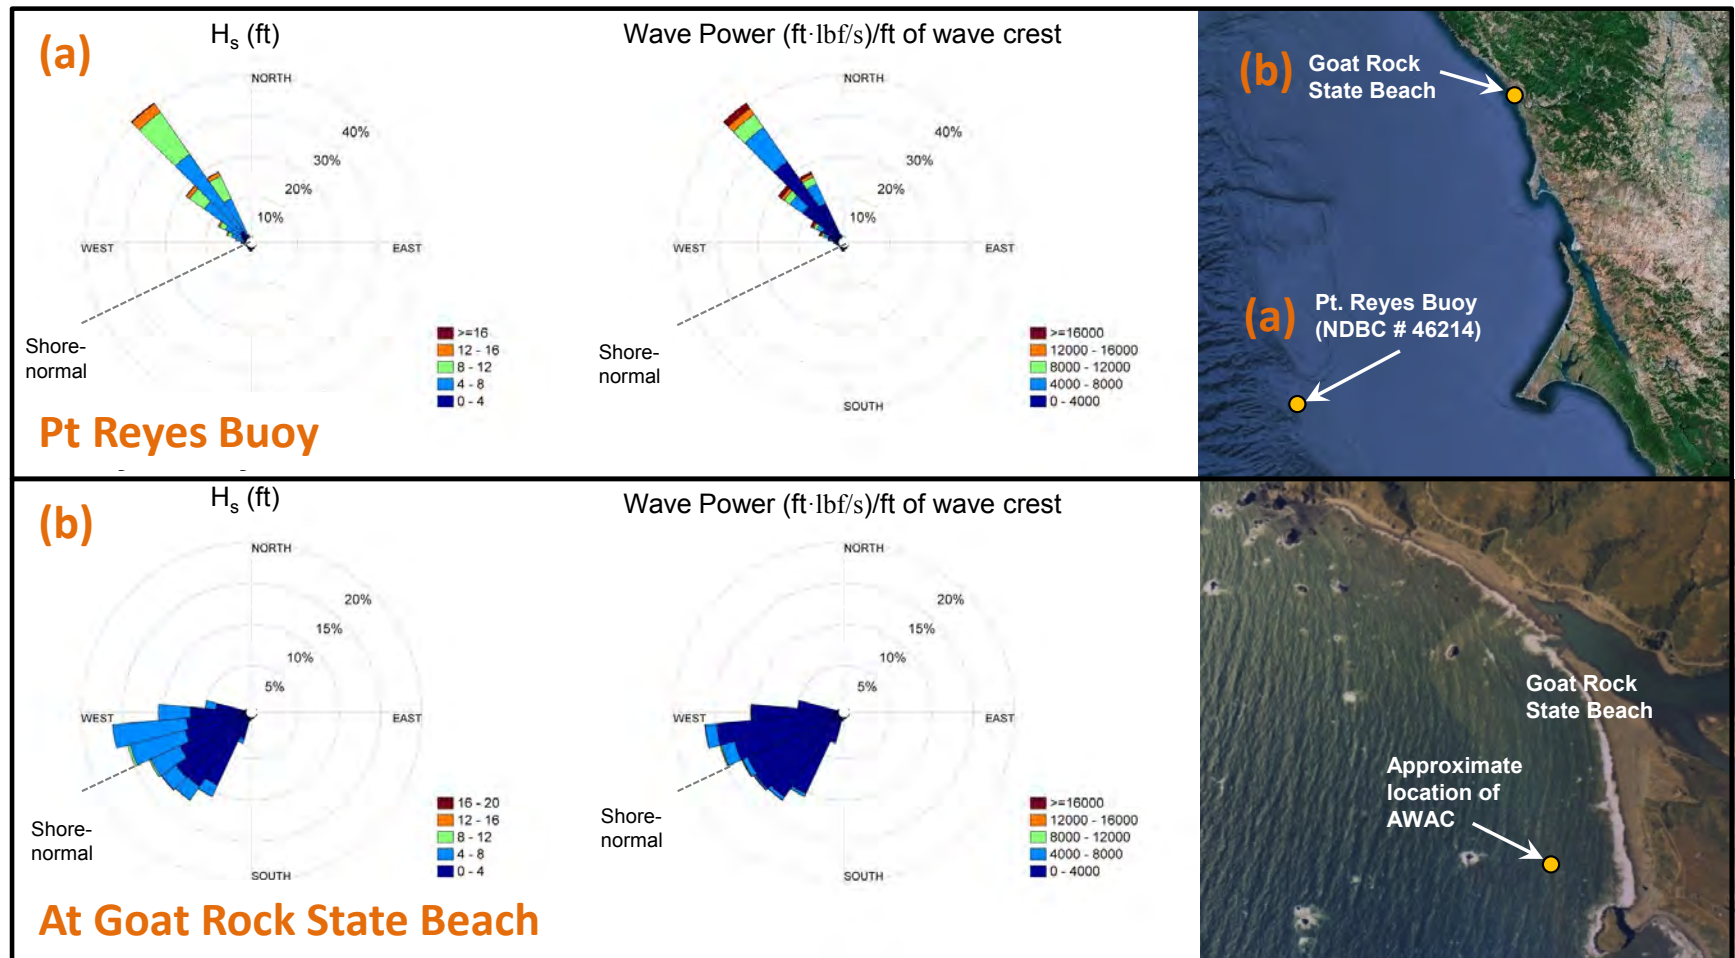 (a)
Hs (ft)
NORTH
40%
30%
20%
10%
WEST
EAST
Shore-
normal
>=16
12 - 16
8 - 12
4 - 8
0 - 4
Pt Reyes Buoy
Wave Power (ft·lbf/s)/ft of wave crest
NORTH
40%
30%
20%
10%
WEST
EAST
Shore-
normal
SOUTH
>=16000
12000 - 16000
8000 - 12000
4000 - 8000
0 - 4000
(b) Goat Rock
State Beach
(a) Pt. Reyes Buoy
(NDBC # 46214)
(b)
Hs (ft)
NORTH
20%
15%
10%
5%
WEST
EAST
Shore-
normal
SOUTH
16 - 20
12 - 16
8 - 12
4 - 8
0 - 4
At Goat Rock State Beach
Wave Power (ft·lbf/s)/ft of wave crest
NORTH
20%
15%
10%
5%
WEST
EAST
Shore-
normal
SOUTH
>=16000
12000 - 16000
8000 - 12000
4000 - 8000
0 - 4000
Goat Rock
State Beach
Approximate
location of
AWAC